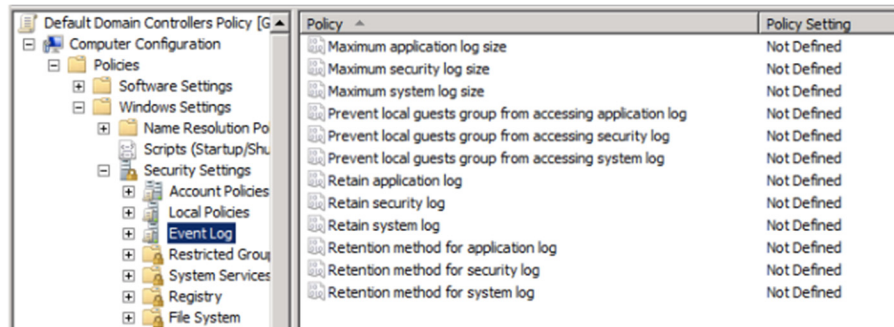 Default Domain Controllers Policy [G
Computer Configuration
Policies
Software Settings
Windows Settings
Name Resolution Po
Scripts (Startup/Shu
Security Settings
Account Policies
Local Policies
Event Log
Restricted Grou
System Services
Registry
File System
Policy Policy Setting
Maximum application log size Not Defined
Maximum security log size Not Defined
Maximum system log size Not Defined
Prevent local guests group from accessing application log Not Defined
Prevent local guests group from accessing security log Not Defined
Prevent local guests group from accessing system log Not Defined
Retain application log Not Defined
Retain security log Not Defined
Retain system log Not Defined
Retention method for application log Not Defined
Retention method for security log Not Defined
Retention method for system log Not Defined